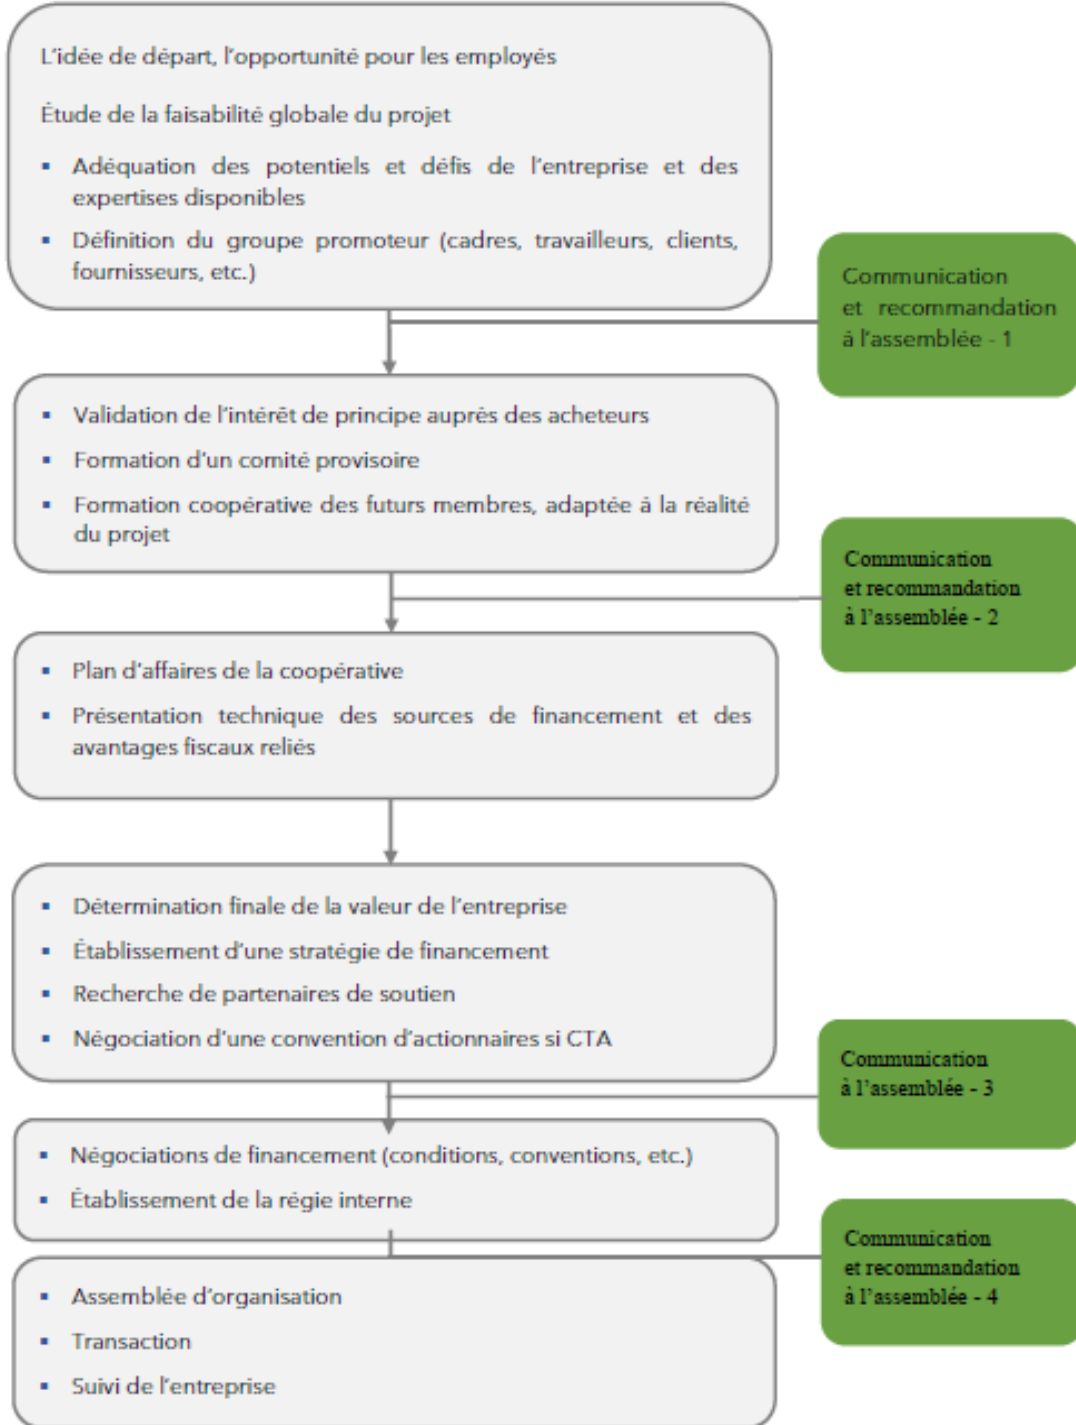 L'idée de départ, l'opportunité pour les employés
Étude de la faisabilité globale du projet
▪ Adéquation des potentiels et défis de l'entreprise et des
expertises disponibles
▪ Définition du groupe promoteur (cadres, travailleurs, clients,
fournisseurs, etc.)
Communication
et recommandation
à l'assemblée - 1
▪ Validation de l'intérêt de principe auprès des acheteurs
▪ Formation d'un comité provisoire
▪ Formation coopérative des futurs membres, adaptée à la réalité
du projet
Communication
et recommandation
à l'assemblée - 2
▪ Plan d'affaires de la coopérative
▪ Présentation technique des sources de financement et des
avantages fiscaux reliés
▪ Détermination finale de la valeur de l'entreprise
▪ Établissement d'une stratégie de financement
▪ Recherche de partenaires de soutien
▪ Négociation d'une convention d'actionnaires si CTA
Communication
à l'assemblée - 3
▪ Négociations de financement (conditions, conventions, etc.)
▪ Établissement de la régie interne
Communication
et recommandation
à l'assemblée - 4
▪ Assemblée d'organisation
▪ Transaction
▪ Suivi de l'entreprise